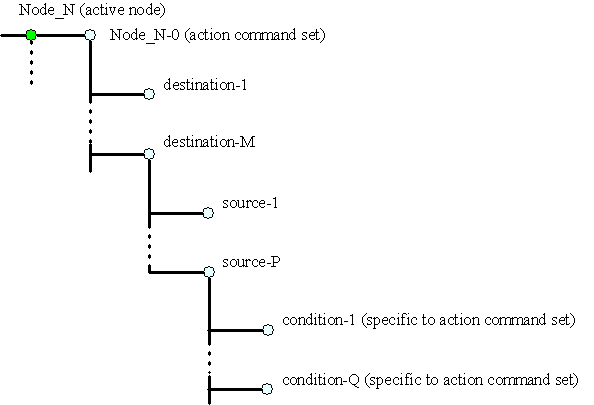 Node_N (active node)
Node_N-0 (action command set)
destination-1
destination-M
source-1
source-P
condition-1 (specific to action command set)
condition-Q (specific to action command set)